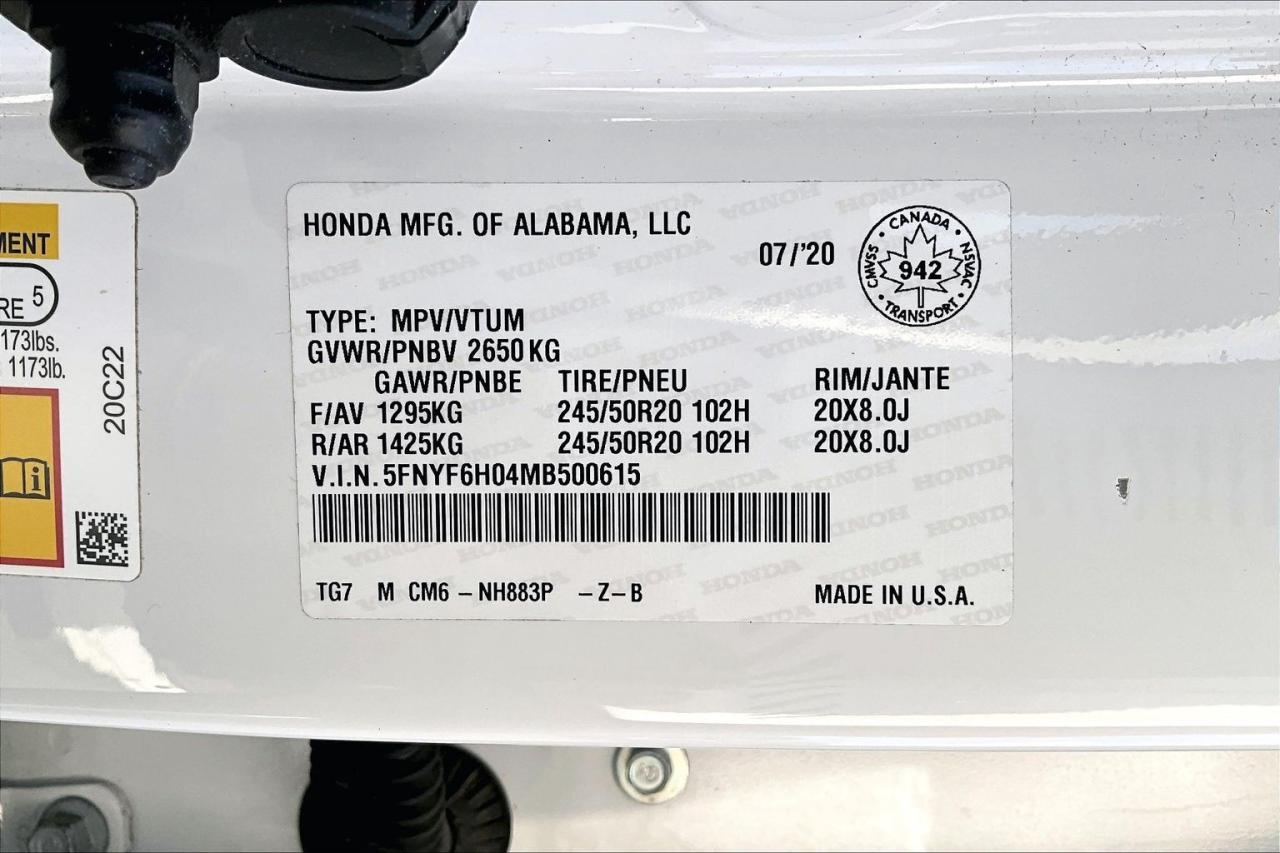 MENT
RE 5
1173lbs.
1173lb.
20C22
HONDA MFG. OF ALABAMA, LLC
07/'20
CANADA
CMVSS 942 NSVAC
TRANSPORT
TYPE: MPV/VTUM
GVWR/PNBV 2650KG
GAWR/PNBE TIRE/PNEU RIM/JANTE
F/AV 1295KG 245/50R20 102H 20X8.0J
R/AR 1425KG 245/50R20 102H 20X8.0J
V.I.N. 5FNYF6H04MB500615
TG7 M CM6 – NH883P – Z – B MADE IN U.S.A.